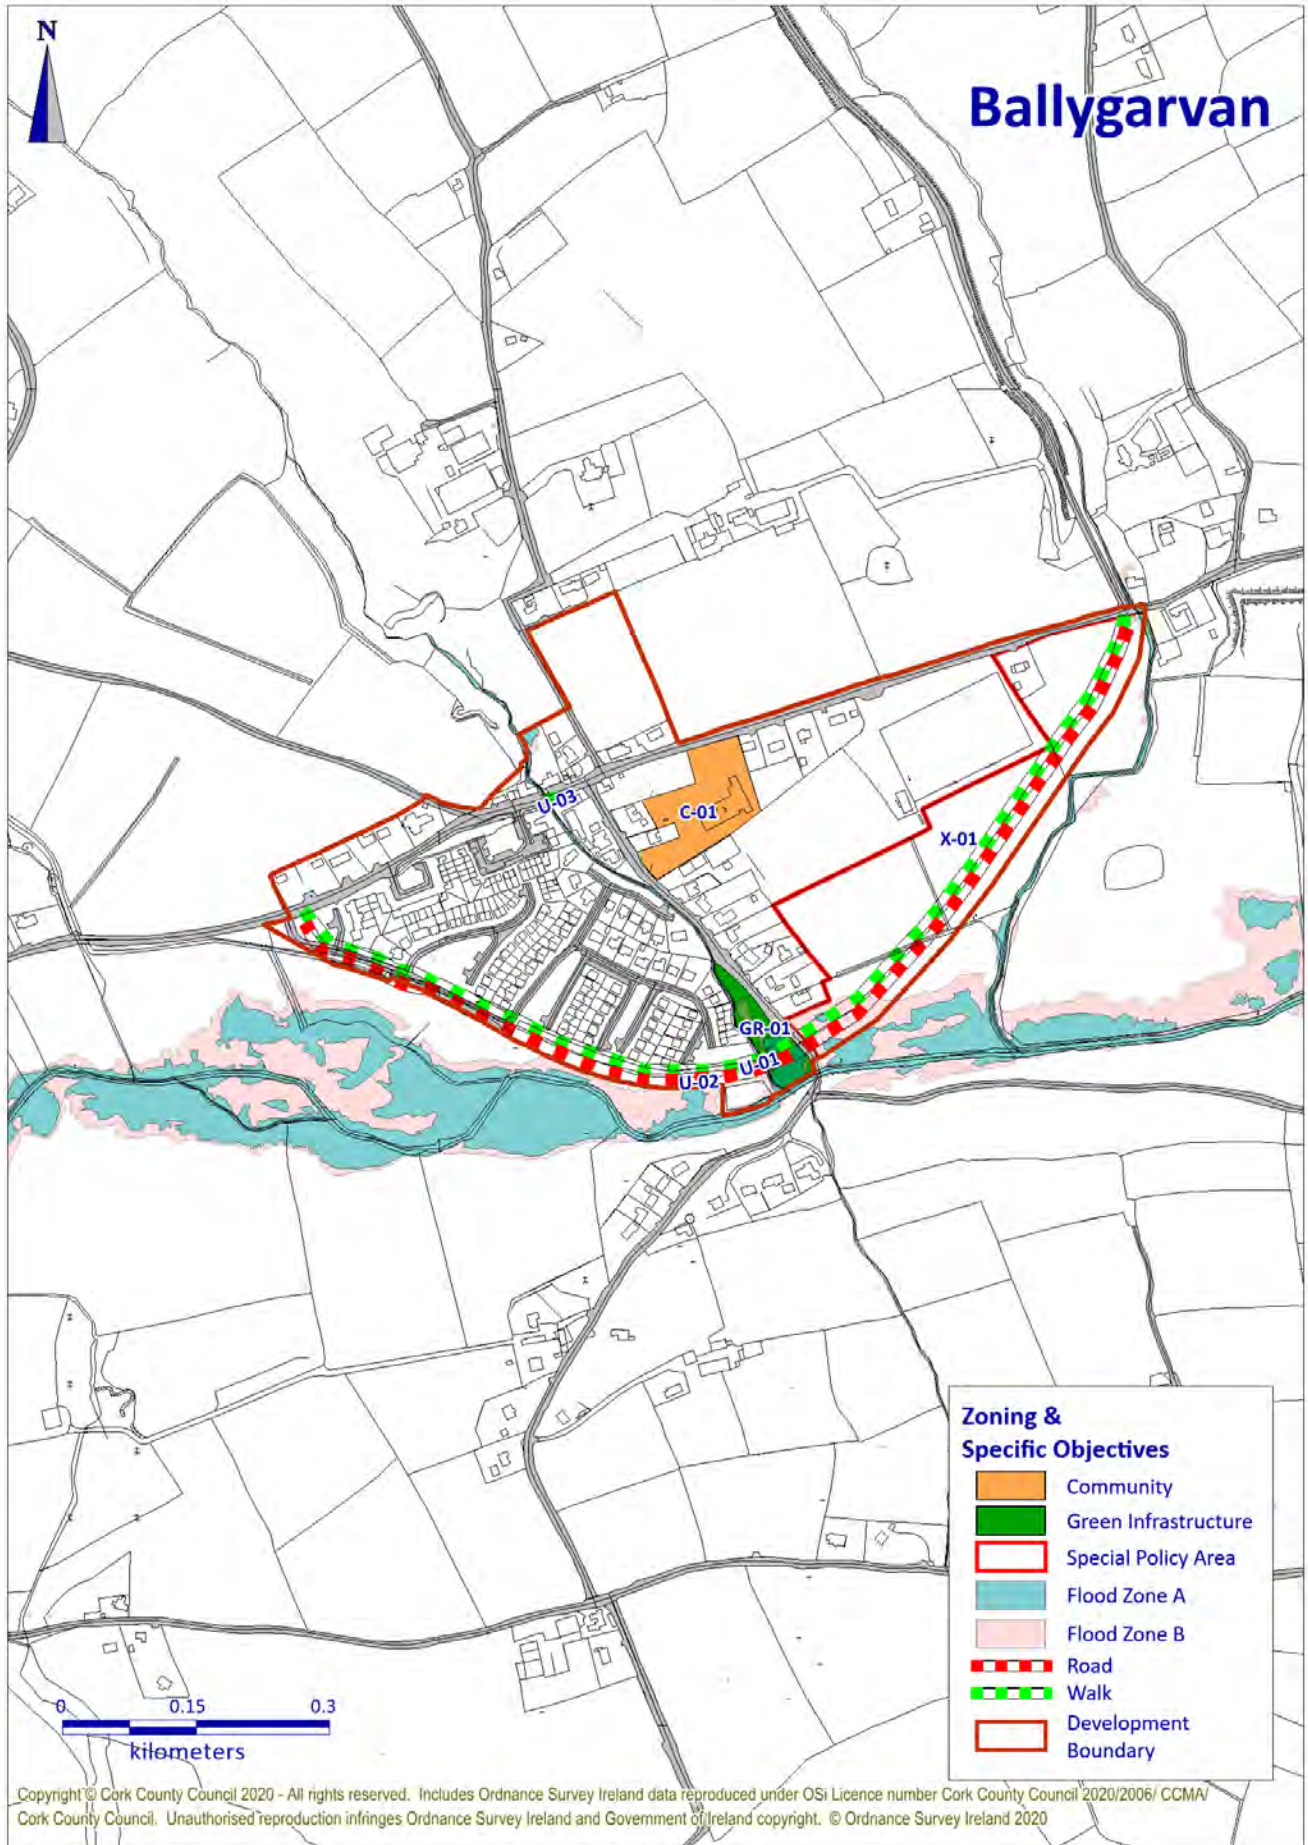 N
Ballygarvan
U-03
C-01
X-01
GR-01
U-01
U-02
Zoning &
Specific Objectives
Community
Green Infrastructure
Special Policy Area
Flood Zone A
Flood Zone B
Road
Walk
Development
Boundary
0 0.15 0.3
kilometers
Copyright © Cork County Council 2020 - All rights reserved. Includes Ordnance Survey Ireland data reproduced under OSi Licence number Cork County Council 2020/2006/ CCMA/
Cork County Council. Unauthorised reproduction infringes Ordnance Survey Ireland and Government of Ireland copyright. © Ordnance Survey Ireland 2020